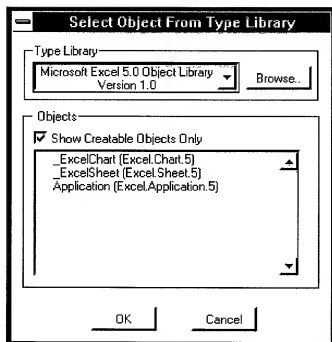 Select Object From Type Library
Type Library
Microsoft Excel 5.0 Object Library
Version 1.0
Browse..
Objects
Show Creatable Objects Only
_ExcelChart (Excel.Chart.5)
_ExcelSheet (Excel.Sheet.5)
Application (Excel.Application.5)
OK
Cancel